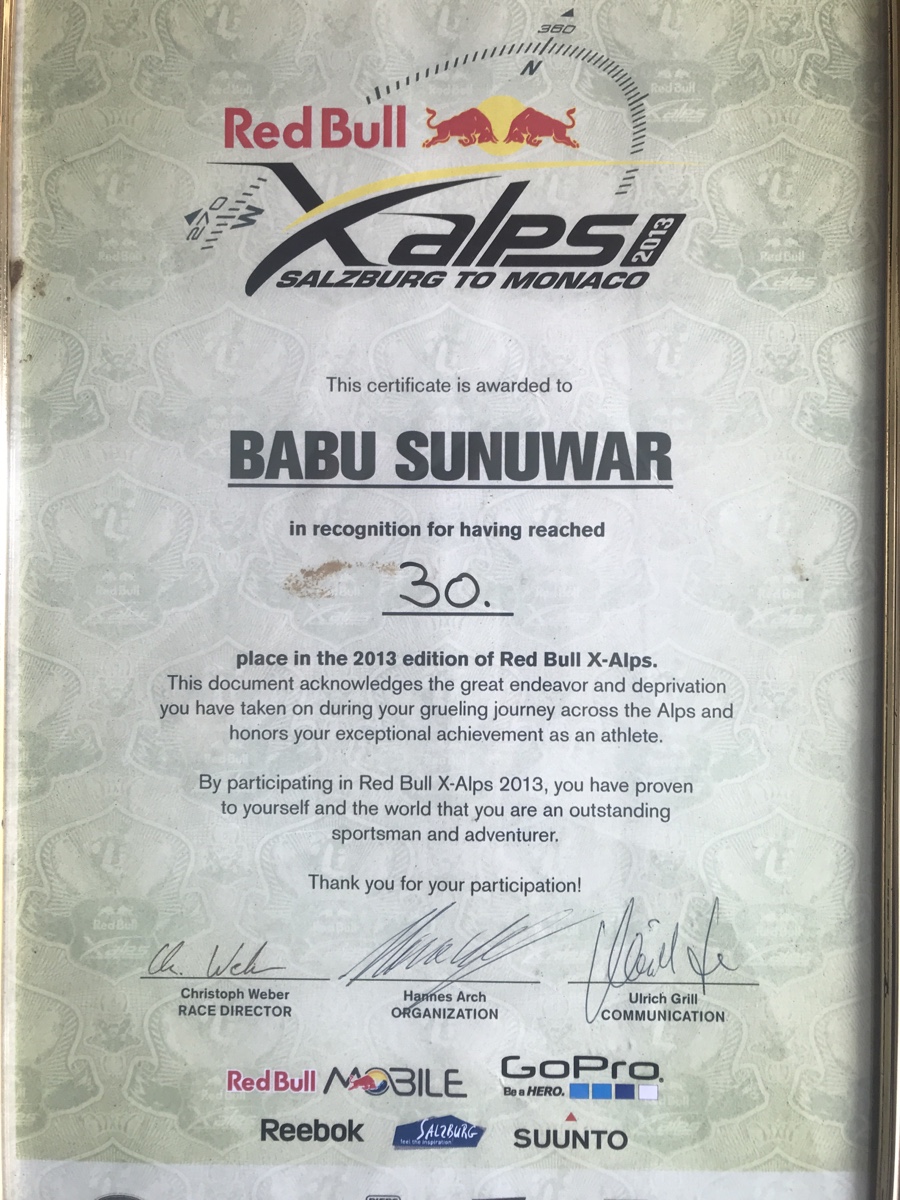 360
N
Red Bull
270
W
Xalps 2013
SALZBURG TO MONACO
This certificate is awarded to
BABU SUNUWAR
in recognition for having reached
30.
place in the 2013 edition of Red Bull X-Alps.
This document acknowledges the great endeavor and deprivation
you have taken on during your grueling journey across the Alps and
honors your exceptional achievement as an athlete.
By participating in Red Bull X-Alps 2013, you have proven
to yourself and the world that you are an outstanding
sportsman and adventurer.
Thank you for your participation!
Christoph Weber
RACE DIRECTOR
Hannes Arch
ORGANIZATION
Ulrich Grill
COMMUNICATION
Red Bull MOBILE
GoPro
Be a HERO.
Reebok
SALZBURG
feel the inspiration
SUUNTO